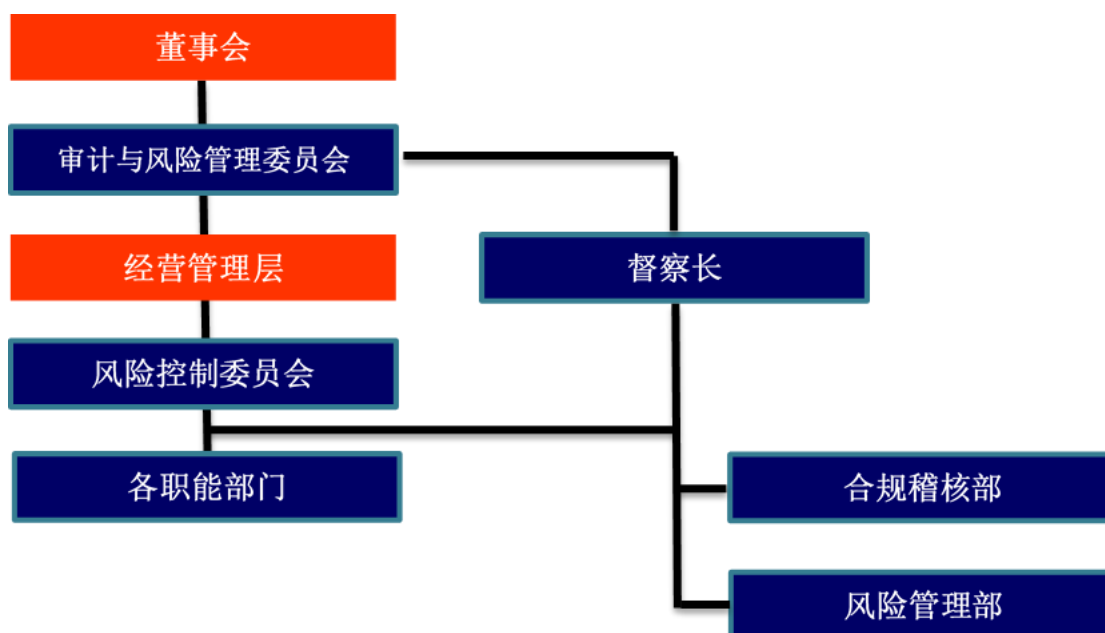 董事会
审计与风险管理委员会
经营管理层
督察长
风险控制委员会
各职能部门
合规稽核部
风险管理部